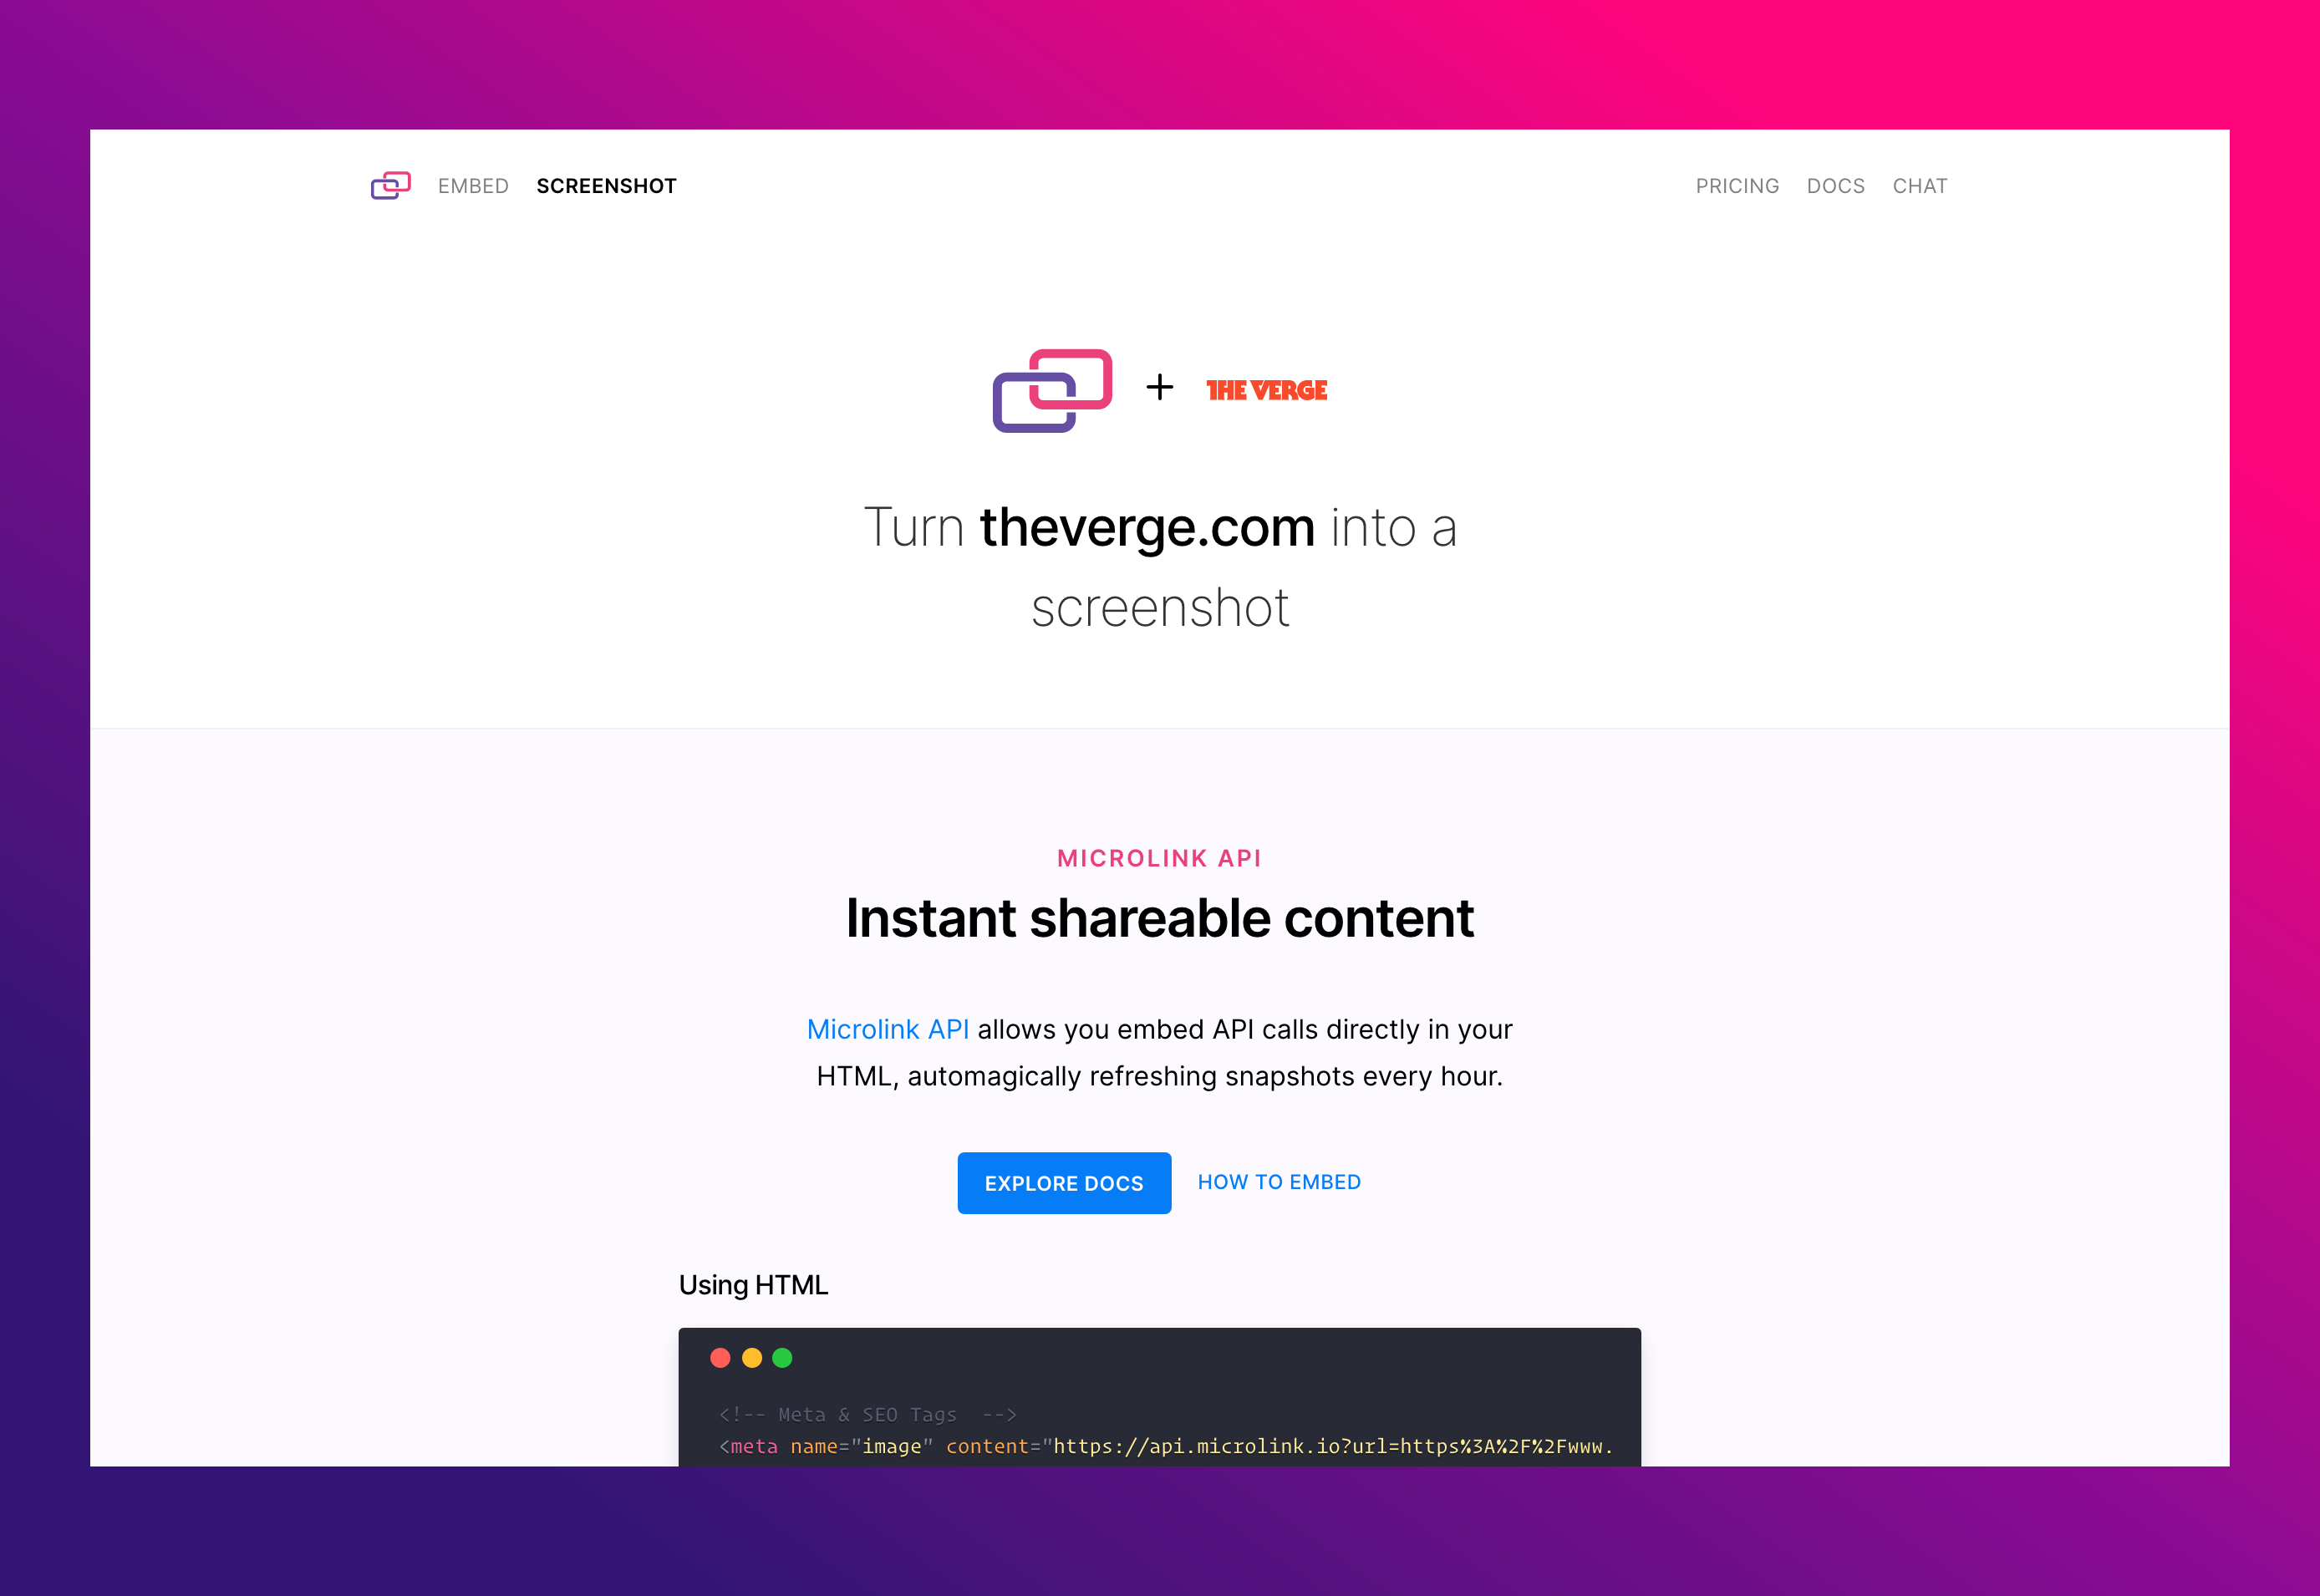 EMBED SCREENSHOT PRICING DOCS CHAT
+ THE VERGE
Turn theverge.com into a
screenshot
MICROLINK API
Instant shareable content
Microlink API allows you embed API calls directly in your
HTML, automagically refreshing snapshots every hour.
EXPLORE DOCS HOW TO EMBED
Using HTML
<!-- Meta & SEO Tags  -->
<meta name="image" content="https://api.microlink.io?url=https%3A%2F%2Fwww.